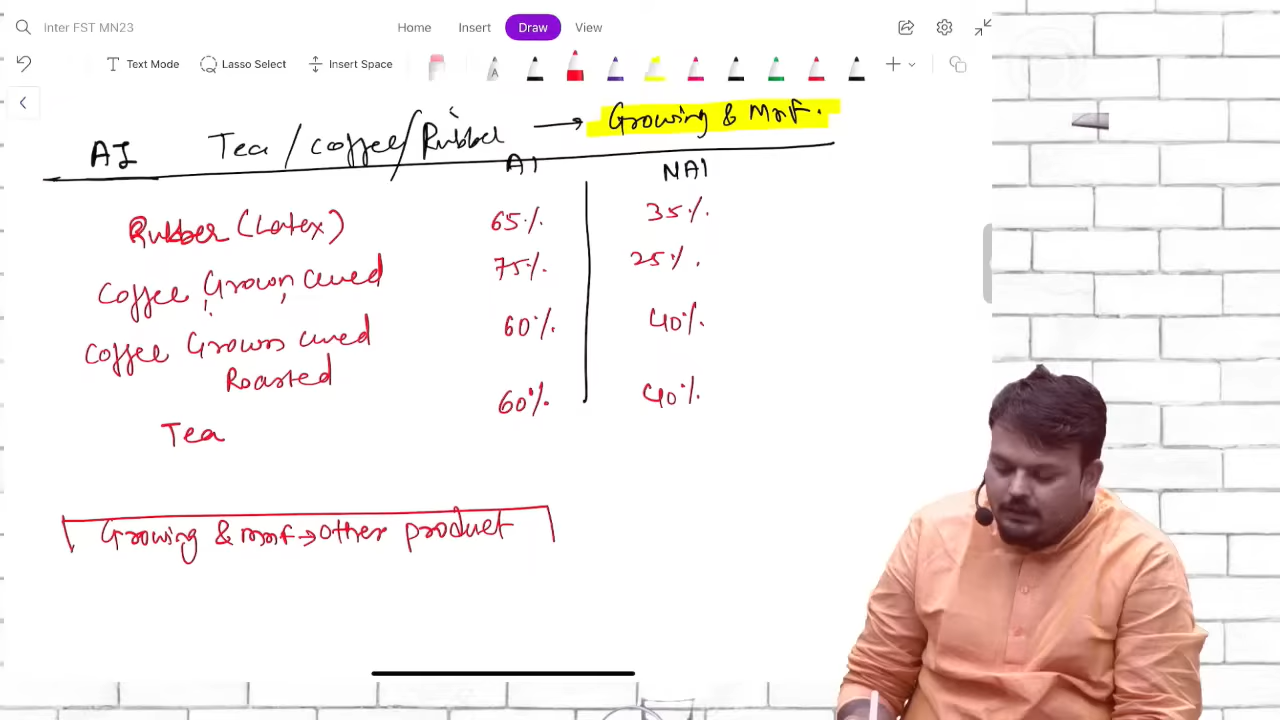 Inter FST MN23
Home Insert Draw View
Text Mode Lasso Select Insert Space
AI Tea / Coffee / Rubber → Growing & Mnf.
AI NAI
Rubber (Latex) 65% 35%.
Coffee Grown cured 75% 25%.
Coffee Grown cured 60% 40%.
Roasted
Tea 60% 40%.
Growing & mnf → Other product